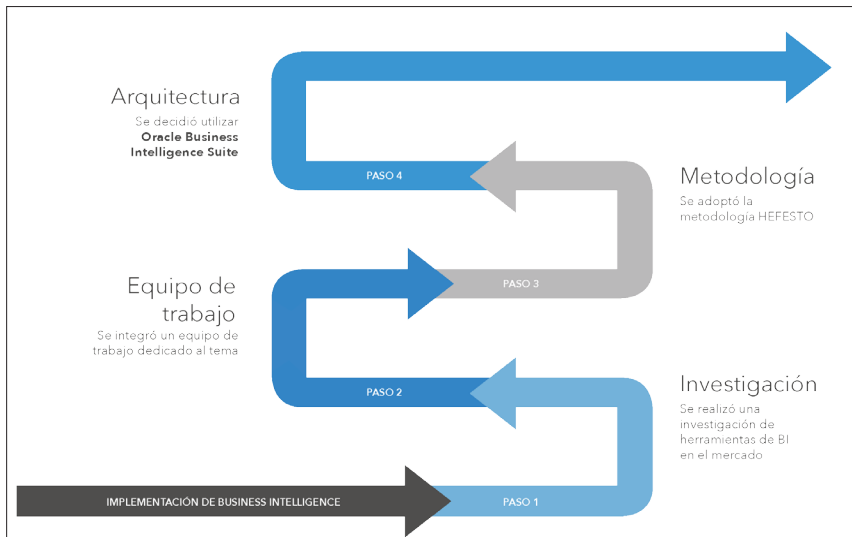 Arquitectura
Se decidió utilizar
Oracle Business
Intelligence Suite
PASO 4
Metodología
Se adoptó la
metodología HEFESTO
Equipo de
trabajo
Se integró un equipo de
trabajo dedicado al tema
PASO 3
PASO 2
Investigación
Se realizó una
investigación de
herramientas de BI
en el mercado
IMPLEMENTACIÓN DE BUSINESS INTELLIGENCE
PASO 1